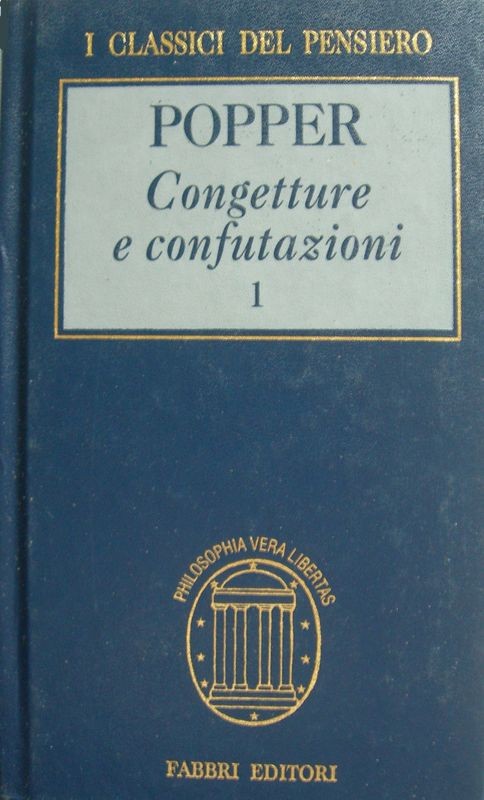 I CLASSICI DEL PENSIERO
POPPER
Congetture
e confutazioni
1
PHILOSOPHIA VERA LIBERTAS
FABBRI EDITORI